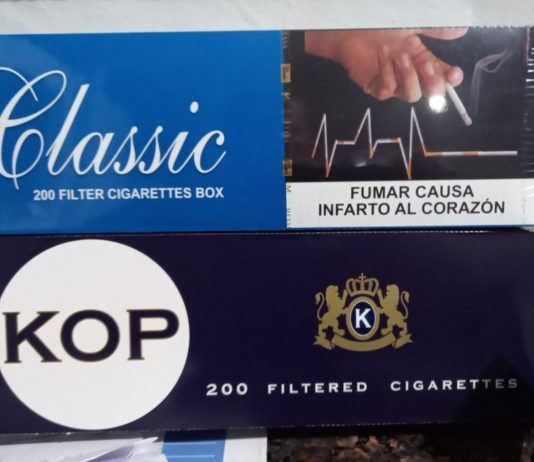 Classic
200 FILTER CIGARETTES BOX
FUMAR CAUSA
INFARTO AL CORAZÓN
KOP
K
200 FILTERED CIGARETTES